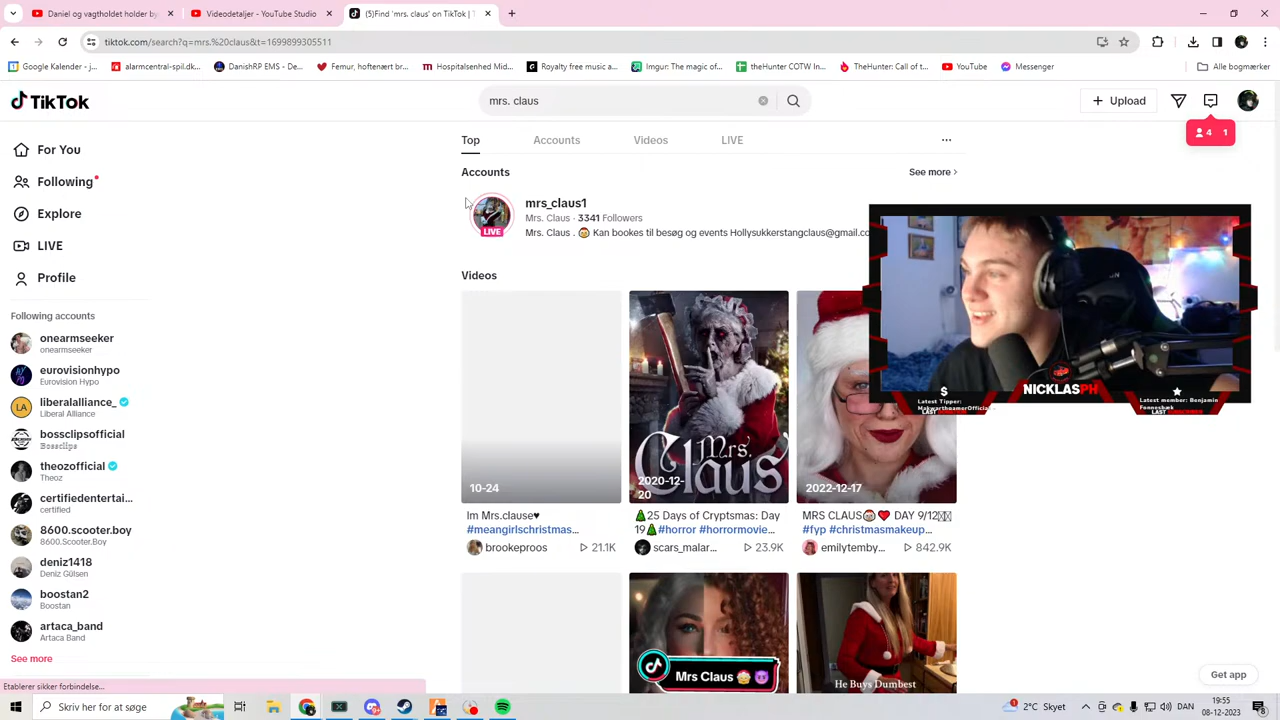 Daniel og vagtholder holder by
Videodetaljer - YouTube Studio
(5)Find 'mrs. claus' on TikTok | T
tiktok.com/search?q=mrs.%20claus&t=1699899305511
Google Kalender - j...
alarmcentral-spil.dk...
DanishRP EMS - De...
Femur, hoftenært br...
Hospitalsenhed Mid...
Royalty free music a...
Imgur: The magic of...
theHunter COTW In...
TheHunter: Call of t...
YouTube
Messenger
Alle bogmærker
TikTok
mrs. claus
Upload
4 1
For You
Following
Explore
LIVE
Profile
Following accounts
onearmseeker
onearmseeker
eurovisionhypo
Eurovision Hypo
liberalalliance_
Liberal Alliance
bossclipsofficial
Bossclips
theozofficial
Theoz
certifiedentertai...
certified
8600.scooter.boy
8600.Scooter.Boy
deniz1418
Deniz Gülsen
boostan2
Boostan
artaca_band
Artaca Band
See more
Top
Accounts
Videos
LIVE
...
Accounts
See more
LIVE
mrs_claus1
Mrs. Claus · 3341 Followers
Mrs. Claus . 🤶 Kan bookes til besøg og events Hollysukkerstangclaus@gmail.co
Videos
10-24
Im Mrs.clause♥
#meangirlschristmas...
brookeproos
21.1K
Mrs. Claus
2020-12-20
🎄25 Days of Cryptsmas: Day
19🎄#horror #horrormovie...
scars_malar...
23.9K
2022-12-17
MRS CLAUS🤶❤ DAY 9/12
#fyp #christmasmakeup...
emilytemby...
842.9K
Mrs Claus 🤶😈
He Buys Dumbest
$
Latest Tipper:
NICKLASPH
Latest member: Benjamin
Fonnesbæk
Get app
Etablerer sikker forbindelse...
Skriv her for at søge
2°C Skyet
DAN
19:55
08-12-2023